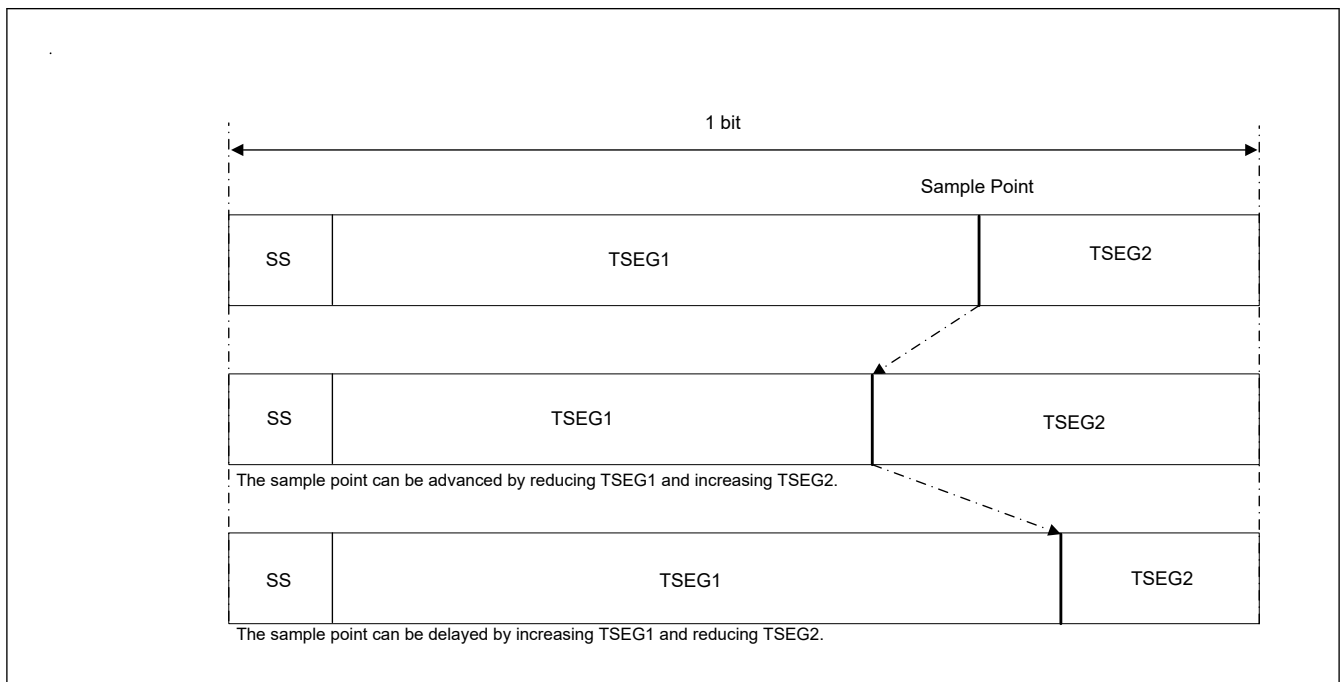 1 bit
Sample Point
SS TSEG1 TSEG2
SS TSEG1 TSEG2
The sample point can be advanced by reducing TSEG1 and increasing TSEG2.
SS TSEG1 TSEG2
The sample point can be delayed by increasing TSEG1 and reducing TSEG2.